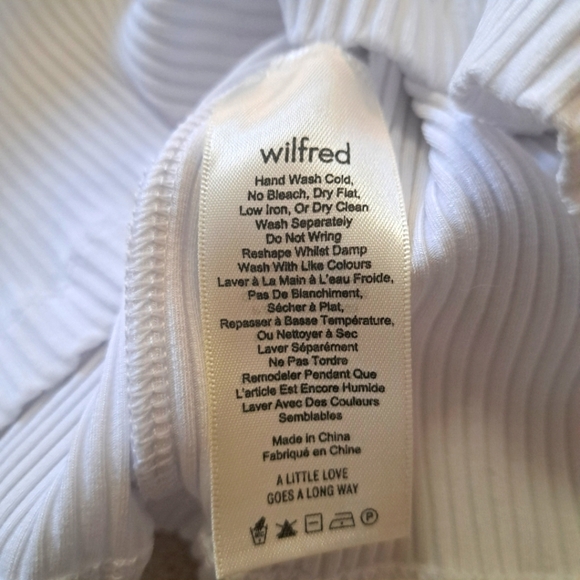 wilfred
Hand Wash Cold,
No Bleach, Dry Flat,
Low Iron, Or Dry Clean
Wash Separately
Do Not Wring
Reshape Whilst Damp
Wash With Like Colours
Laver à La Main à L'eau Froide,
Pas De Blanchiment,
Sécher à Plat,
Repasser à Basse Température,
Ou Nettoyer à Sec
Laver Séparément
Ne Pas Tordre
Remodeler Pendant Que
L'article Est Encore Humide
Laver Avec Des Couleurs
Semblables
Made in China
Fabriqué en Chine
A LITTLE LOVE
GOES A LONG WAY
P